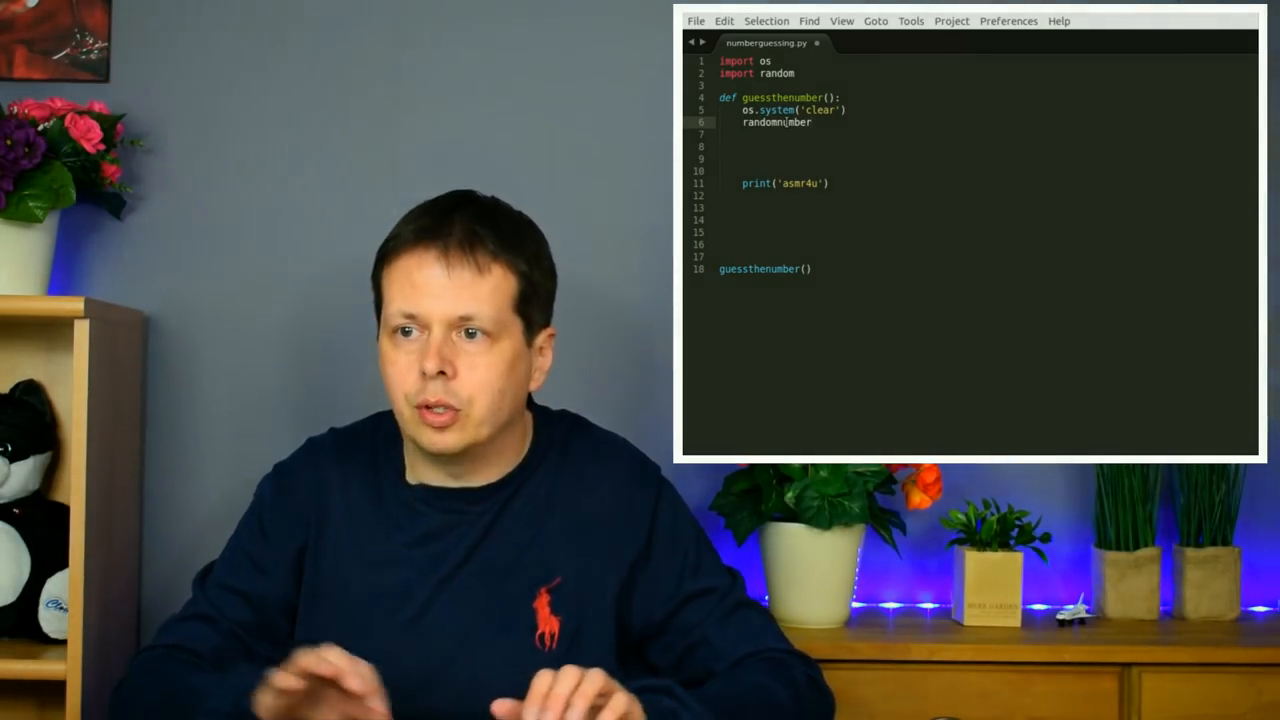 File Edit Selection Find View Goto Tools Project Preferences Help
numberguessing.py
1 import os
2 import random
3
4 def guessthenumber():
5 os.system('clear')
6 randomnumber
7
8
9
10
11 print('asmr4u')
12
13
14
15
16
17
18 guessthenumber()
HERB GARDEN